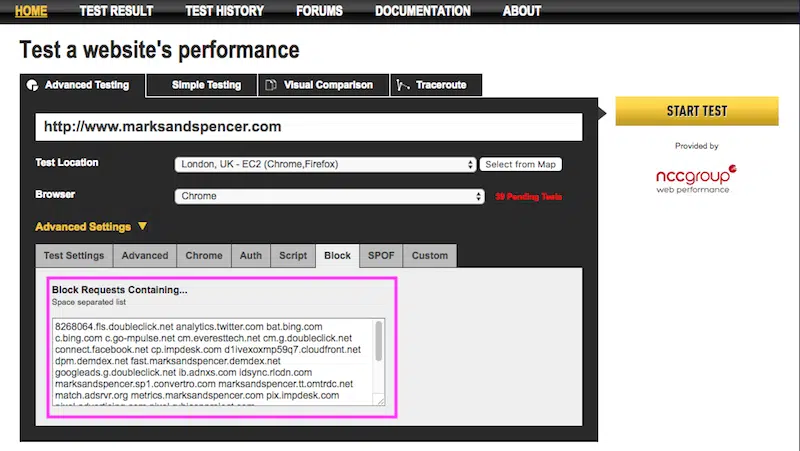 HOME TEST RESULT TEST HISTORY FORUMS DOCUMENTATION ABOUT
Test a website's performance
Advanced Testing Simple Testing Visual Comparison Traceroute
http://www.marksandspencer.com
START TEST
Provided by
nccgroup
web performance
Test Location London, UK - EC2 (Chrome,Firefox) Select from Map
Browser Chrome 39 Pending Tests
Advanced Settings
Test Settings Advanced Chrome Auth Script Block SPOF Custom
Block Requests Containing...
Space separated list
8268064.fls.doubleclick.net analytics.twitter.com bat.bing.com
c.bing.com c.go-mpulse.net cm.everesttech.net cm.g.doubleclick.net
connect.facebook.net cp.impdesk.com d1ivexoxmp59q7.cloudfront.net
dpm.demdex.net fast.marksandspencer.demdex.net
googleads.g.doubleclick.net ib.adnxs.com idsync.rlcdn.com
marksandspencer.sp1.convertro.com marksandspencer.tt.omtrdc.net
match.adsrvr.org metrics.marksandspencer.com pix.impdesk.com